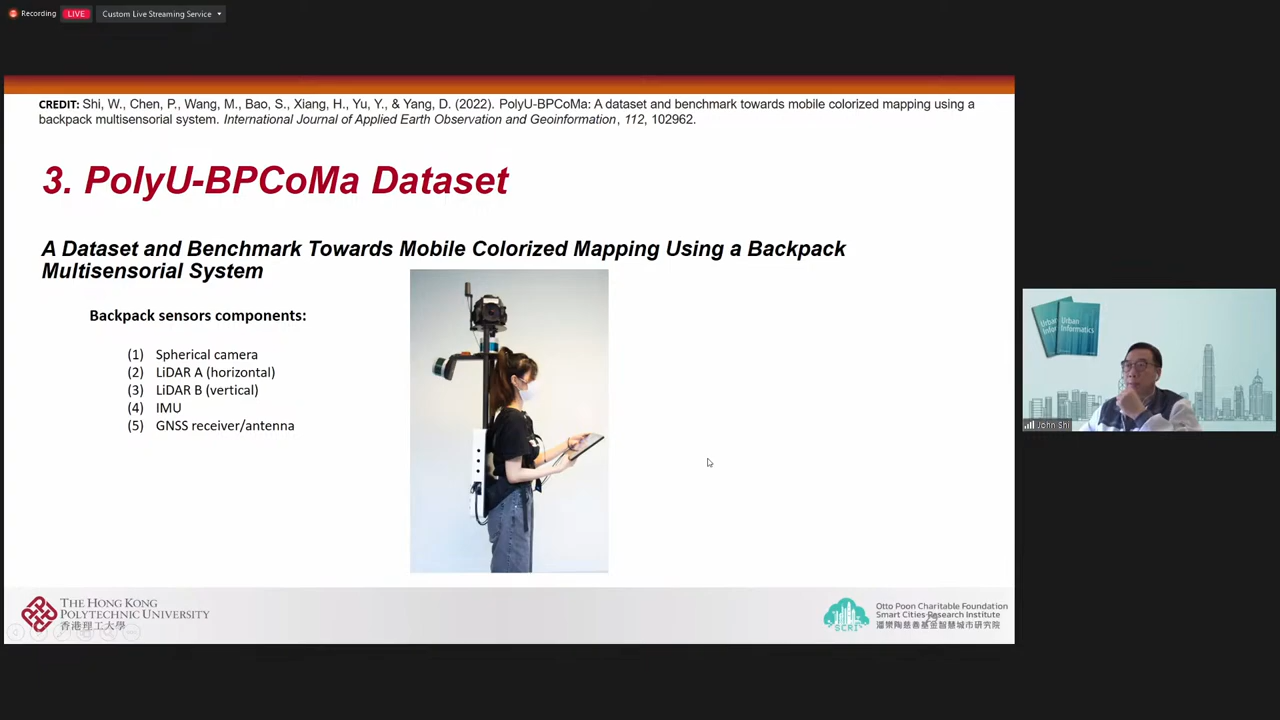 Recording
LIVE
Custom Live Streaming Service
CREDIT: Shi, W., Chen, P., Wang, M., Bao, S., Xiang, H., Yu, Y., & Yang, D. (2022). PolyU-BPCoMa: A dataset and benchmark towards mobile colorized mapping using a
backpack multisensorial system. International Journal of Applied Earth Observation and Geoinformation, 112, 102962.
3. PolyU-BPCoMa Dataset
A Dataset and Benchmark Towards Mobile Colorized Mapping Using a Backpack
Multisensorial System
Backpack sensors components:
(1) Spherical camera
(2) LiDAR A (horizontal)
(3) LiDAR B (vertical)
(4) IMU
(5) GNSS receiver/antenna
Urban
Informatics
John Shi
THE HONG KONG
POLYTECHNIC UNIVERSITY
香港理工大學
SCRI
Otto Poon Charitable Foundation
Smart Cities Research Institute
潘樂陶慈善基金智慧城市研究院